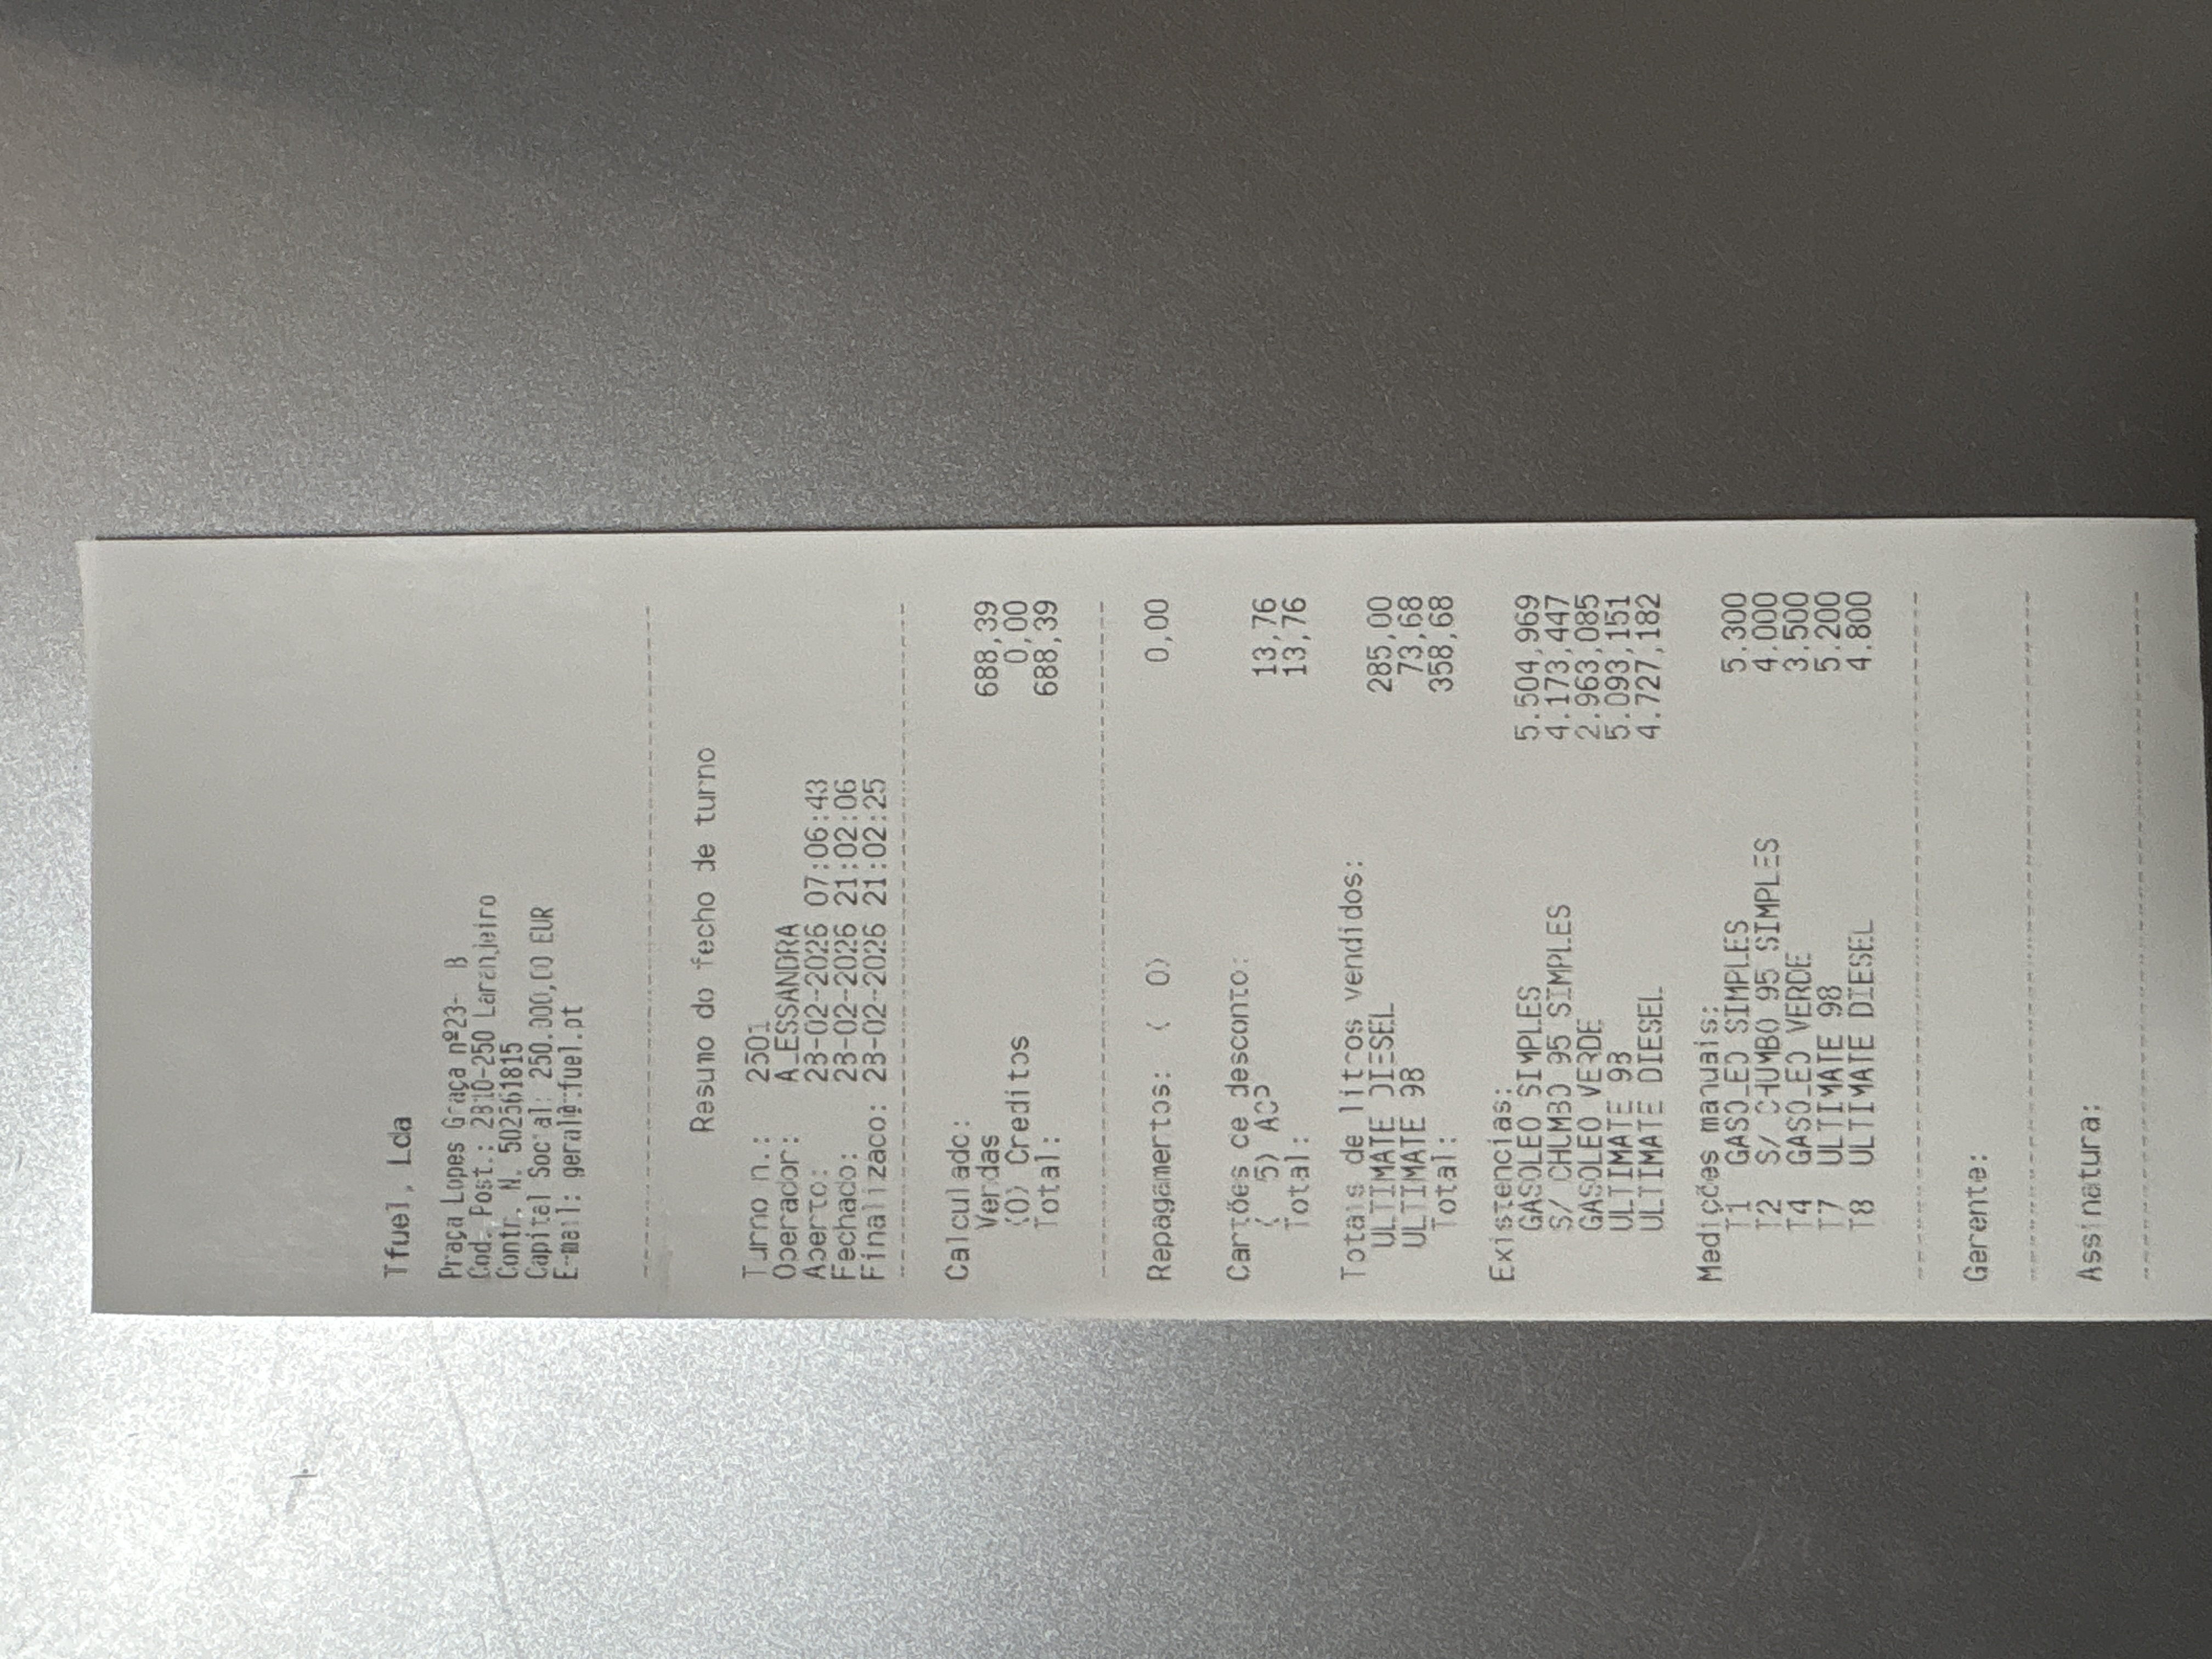 Tfuel, Lda
Praça Lopes Graça nº23- B
Cod. Post.: 2810-250 Laranjeiro
Contr. N. 502561815
Capital Social: 250.000,00 EUR
E-mail: geral@tfuel.pt
Resumo do fecho de turno
Turno n.: 2501
Operador: ALESSANDRA
Aberto: 23-02-2026 07:06:43
Fechado: 23-02-2026 21:02:06
Finalizado: 23-02-2026 21:02:25
Calculado:
Vendas 688,39
(0) Creditos 0,00
Total: 688,39
Repagamentos: ( 0) 0,00
Cartões de desconto:
( 5) ACP 13,76
Total: 13,76
Totais de litros vendidos:
ULTIMATE DIESEL 285,00
ULTIMATE 98 73,68
Total: 358,68
Existencias:
GASOLEO SIMPLES 5.504,969
S/ CHUMBO 95 SIMPLES 4.173,447
GASOLEO VERDE 2.963,085
ULTIMATE 98 5.093,151
ULTIMATE DIESEL 4.727,182
Medições manuais:
T1 GASOLEO SIMPLES 5.300
T2 S/ CHUMBO 95 SIMPLES 4.000
T4 GASOLEO VERDE 3.500
T7 ULTIMATE 98 5.200
T8 ULTIMATE DIESEL 4.800
Gerente:
Assinatura: